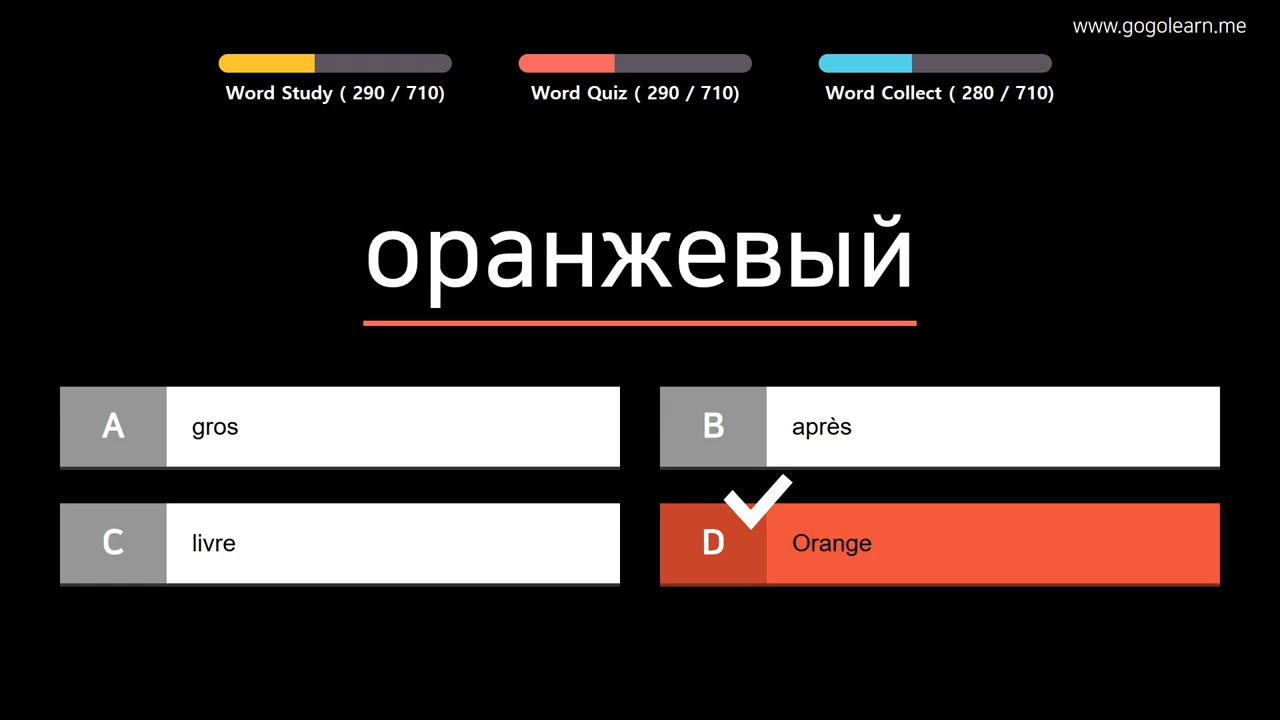 www.gogolearn.me
Word Study ( 290 / 710)
Word Quiz ( 290 / 710)
Word Collect ( 280 / 710)
оранжевый
A gros
B après
C livre
D Orange